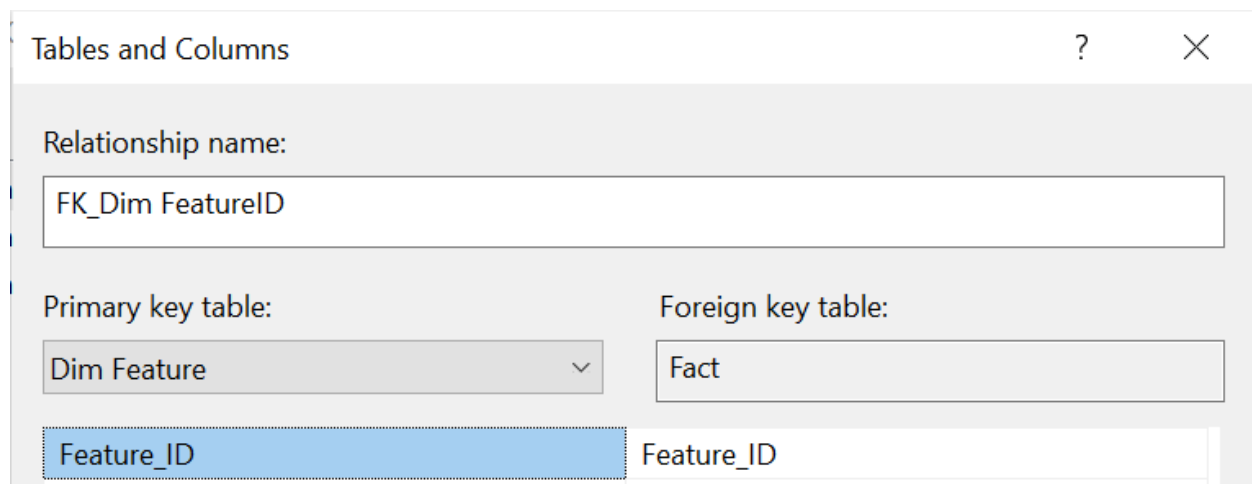 Tables and Columns ?
Relationship name:
FK_Dim FeatureID
Primary key table: Foreign key table:
Dim Feature Fact
Feature_ID Feature_ID